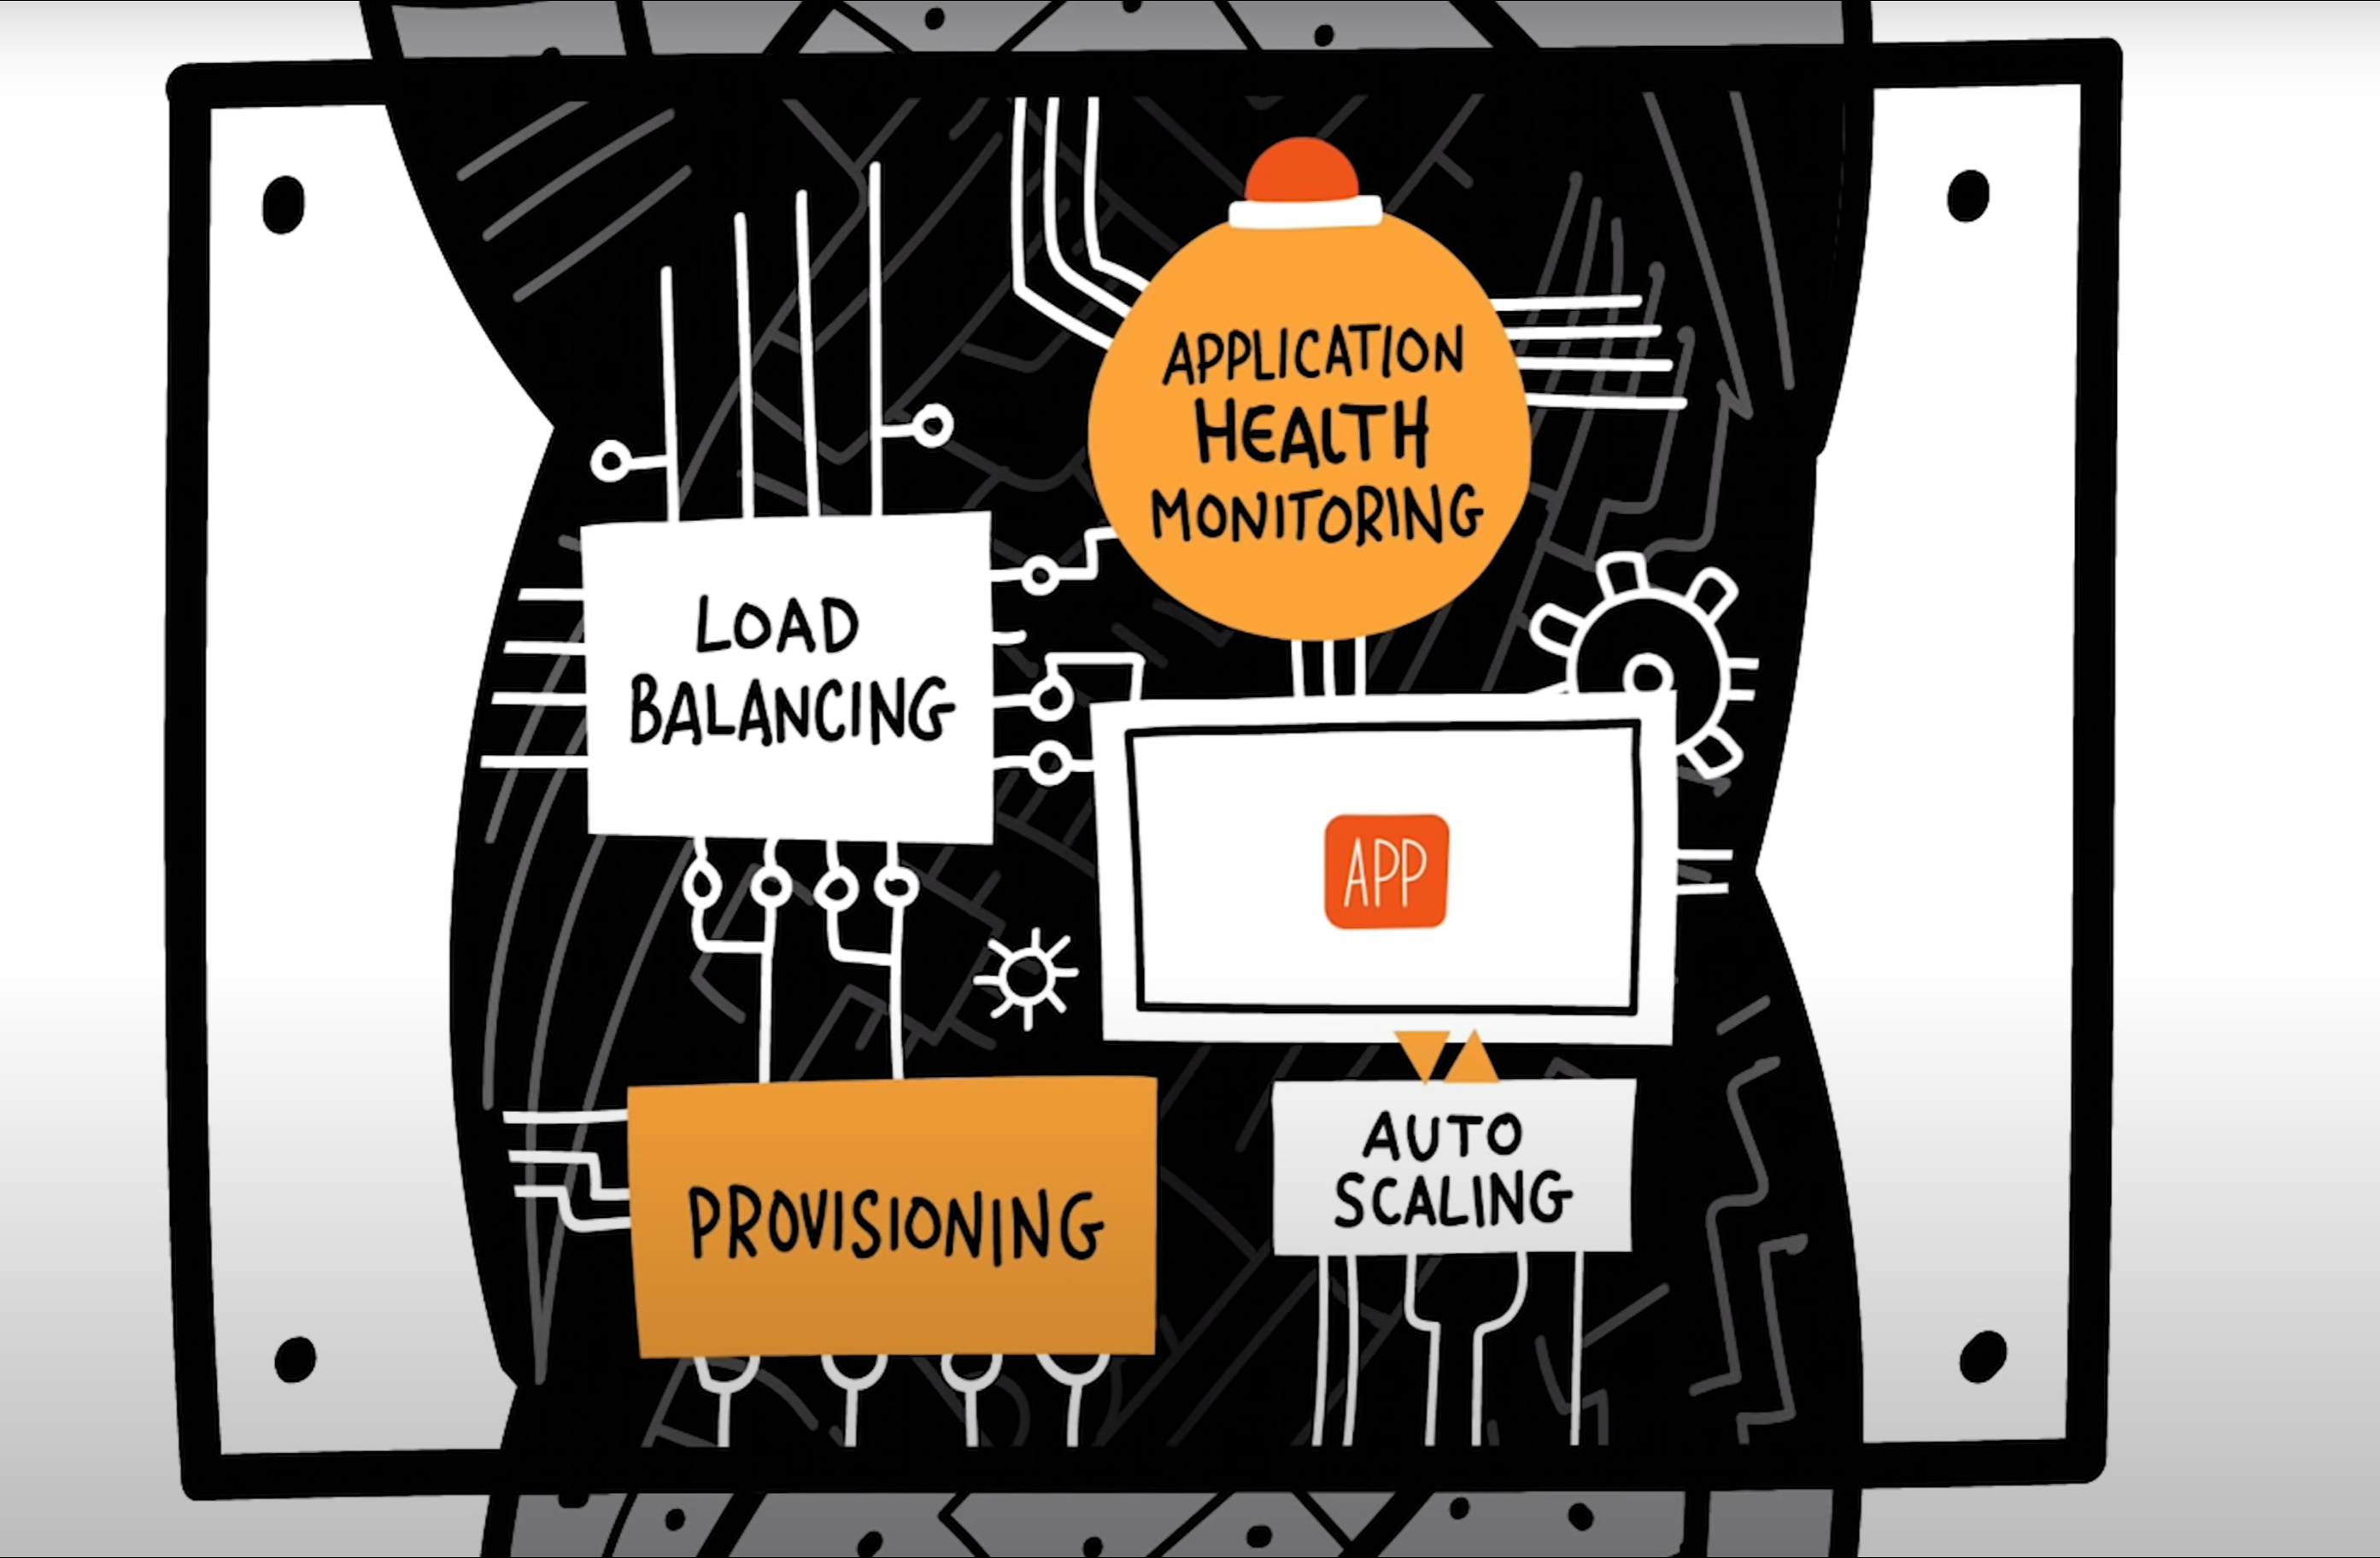 APPLICATION
HEALTH
MONITORING
LOAD
BALANCING
APP
PROVISIONING
AUTO
SCALING